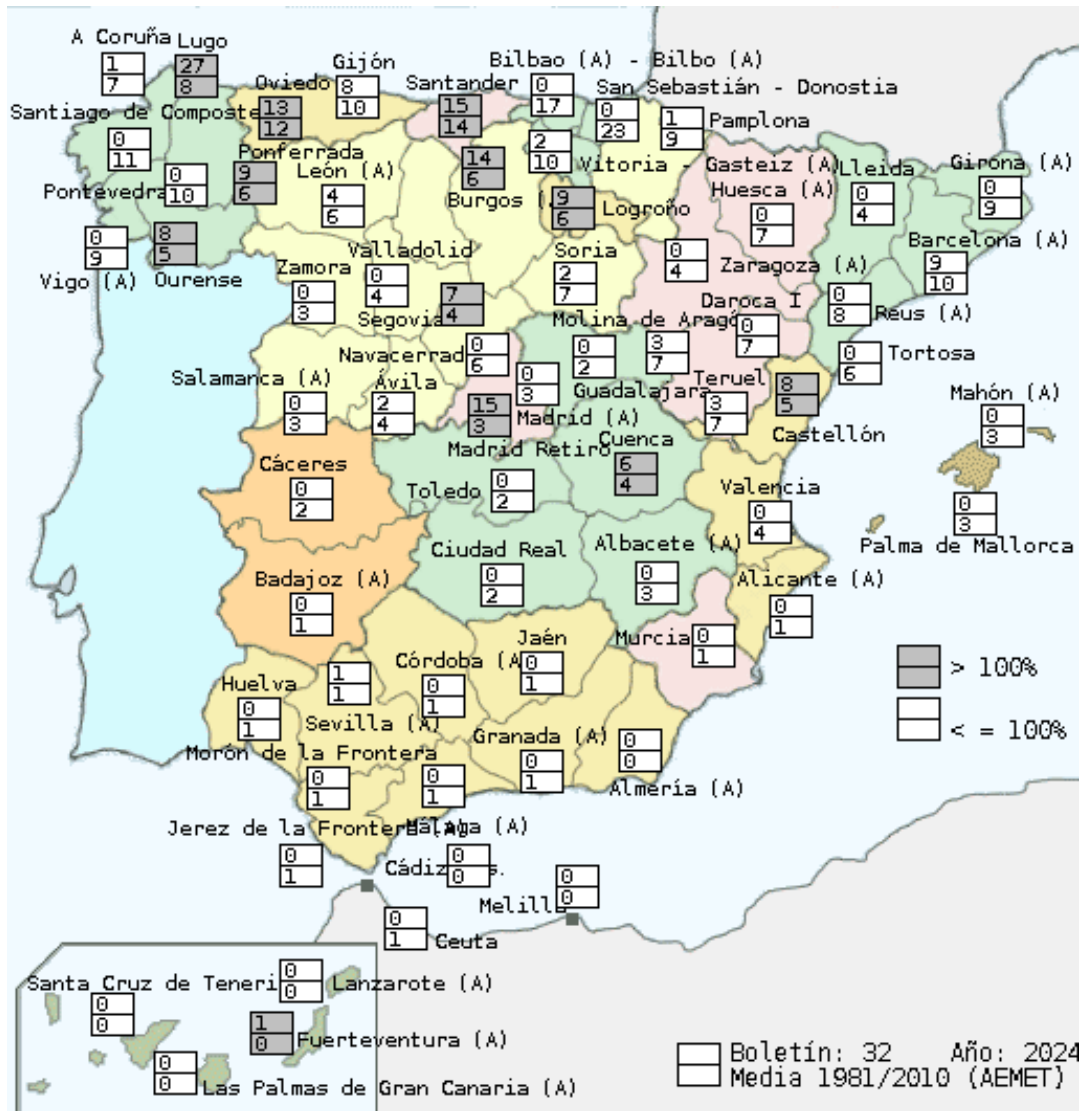 A Coruña
1
7
Lugo
27
8
Oviedo
13
12
Gijón
8
10
Santander
15
14
Bilbao (A) - Bilbo (A)
0
17
San Sebastián - Donostia
0
23
1
9
Pamplona
Santiago de Composte
0
11
Ponferrada
9
6
León (A)
4
6
14
6
Burgos (
2
10
Vitoria - Gasteiz (A)
9
6
Logroño
Huesca (A)
0
7
Lleida
0
4
Girona (A)
0
9
Pontevedra
0
10
0
9
Vigo (A)
8
5
Ourense
Zamora
0
3
Valladolid
0
4
7
4
Segovia
Soria
2
7
0
4
Zaragoza (A)
Barcelona (A)
9
10
Daroca I
0
7
0
8
Reus (A)
Molina de Aragó
3
7
0
6
Tortosa
Navacerrad
0
6
0
2
Guadalajara
Salamanca (A)
0
3
Ávila
2
4
0
3
Madrid (A)
15
3
Madrid Retiro
Teruel
3
7
8
5
Castellón
Mahón (A)
0
3
Cáceres
0
2
Toledo
0
2
Cuenca
6
4
Valencia
0
4
0
3
Palma de Mallorca
Badajoz (A)
0
1
Ciudad Real
0
2
Albacete (A)
0
3
Alicante (A)
0
1
Murcia
0
1
Huelva
0
1
1
1
Sevilla (A)
Córdoba (A
0
1
Jaén
0
1
> 100%
< = 100%
Morón de la Frontera
0
1
Granada (A)
0
1
0
0
Almería (A)
0
1
Málaga (A)
Jerez de la Frontera
0
1
Cádiz
s.
0
0
Melill
0
0
0
1
Ceuta
Santa Cruz de Teneri
0
0
0
0
Lanzarote (A)
1
0
Fuerteventura (A)
0
0
Las Palmas de Gran Canaria (A)
Boletín: 32 Año: 2024
Media 1981/2010 (AEMET)